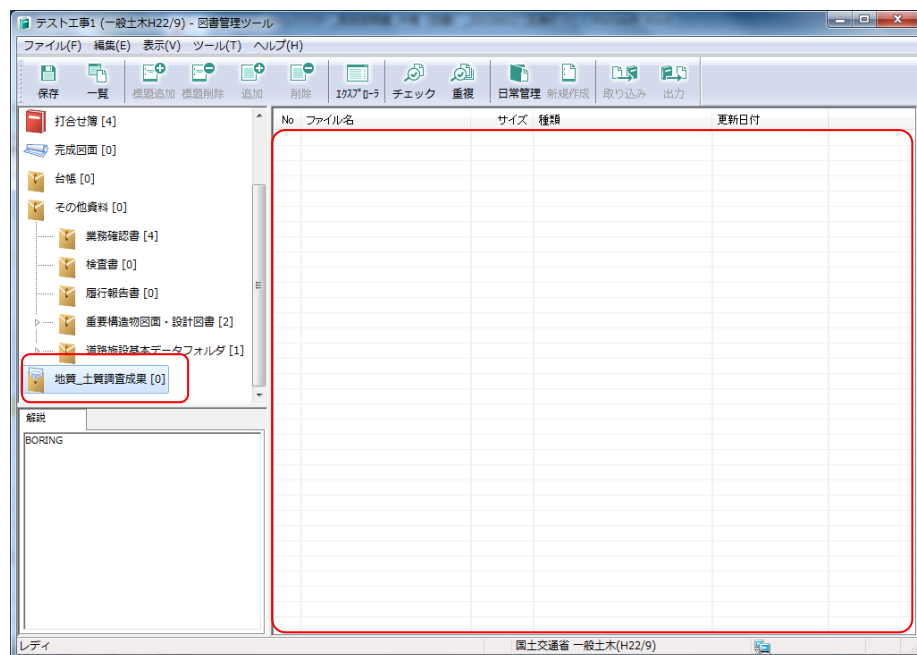 テスト工事1 (一般土木H22/9) - 図書管理ツール
ファイル(F) 編集(E) 表示(V) ツール(T) ヘルプ(H)
保存 一覧 標題追加 標題削除 追加 削除 ｴｸｽﾌﾟﾛｰﾗ チェック 重複 日常管理 新規作成 取り込み 出力
打合せ簿 [4]
完成図面 [0]
台帳 [0]
その他資料 [0]
業務確認書 [4]
検査書 [0]
履行報告書 [0]
重要構造物図面・設計図書 [2]
道路施設基本データフォルダ [1]
地質_土質調査成果 [0]
解説
BORING
No ファイル名 サイズ 種類 更新日付
レディ 国土交通省 一般土木(H22/9)